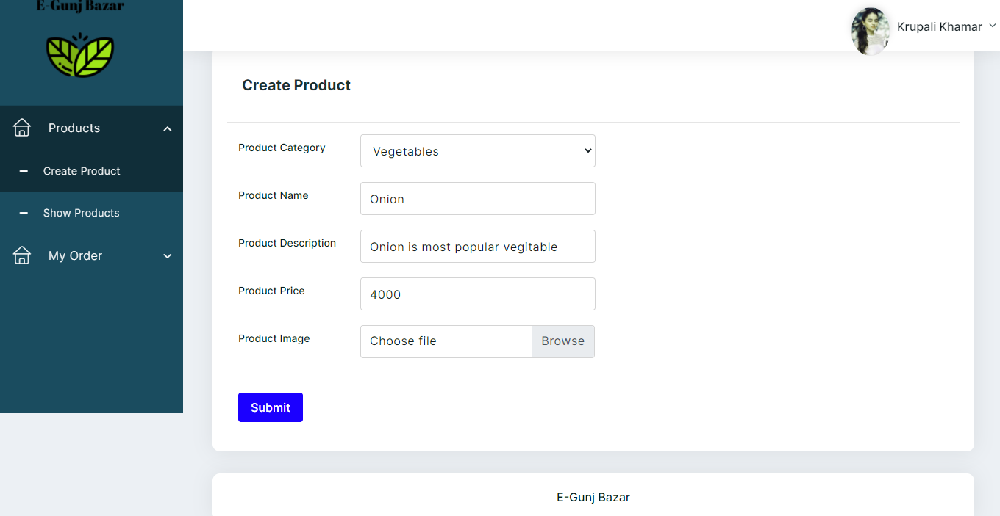 E-Gunj Bazar
Krupali Khamar
Products
Create Product
Show Products
My Order
Create Product
Product Category
Vegetables
Product Name
Onion
Product Description
Onion is most popular vegitable
Product Price
4000
Product Image
Choose file Browse
Submit
E-Gunj Bazar